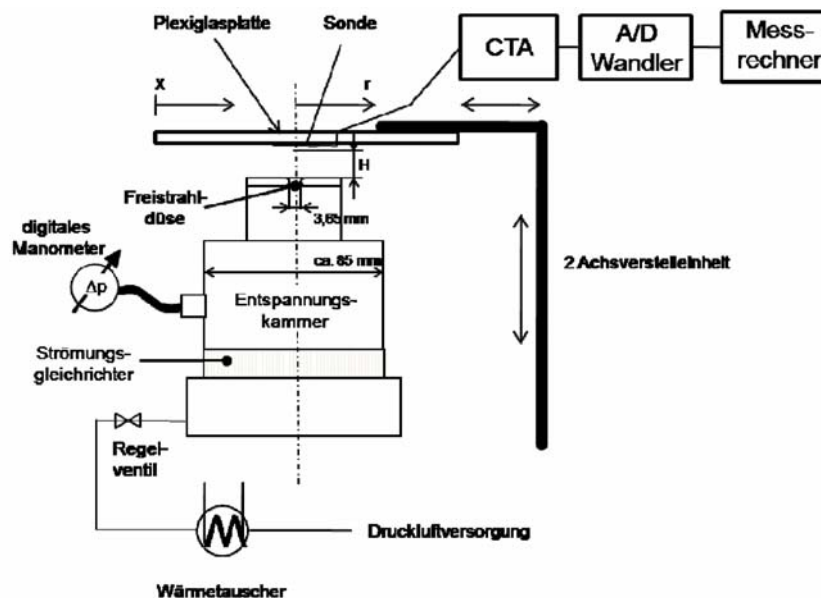 Plexiglasplatte
Sonde
CTA
A/D
Wandler
Mess-
rechner
x
r
H
Freistrahl-
düse
3,65 mm
digitales
Manometer
ca. 85 mm
Δp
2 Achsverstelleinheit
Entspannungs-
kammer
Strömungs-
gleichrichter
Regel-
ventil
Druckluftversorgung
Wärmetauscher